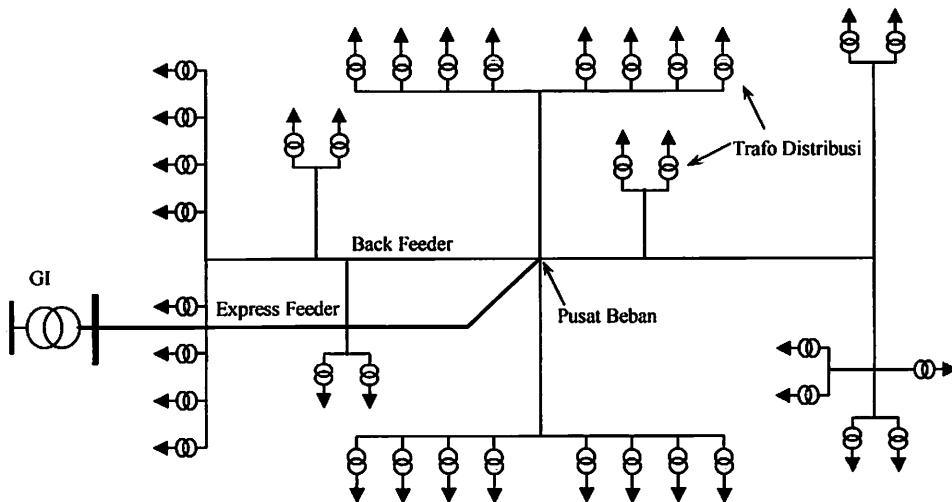 Trafo Distribusi
Back Feeder
GI
Express Feeder
Pusat Beban